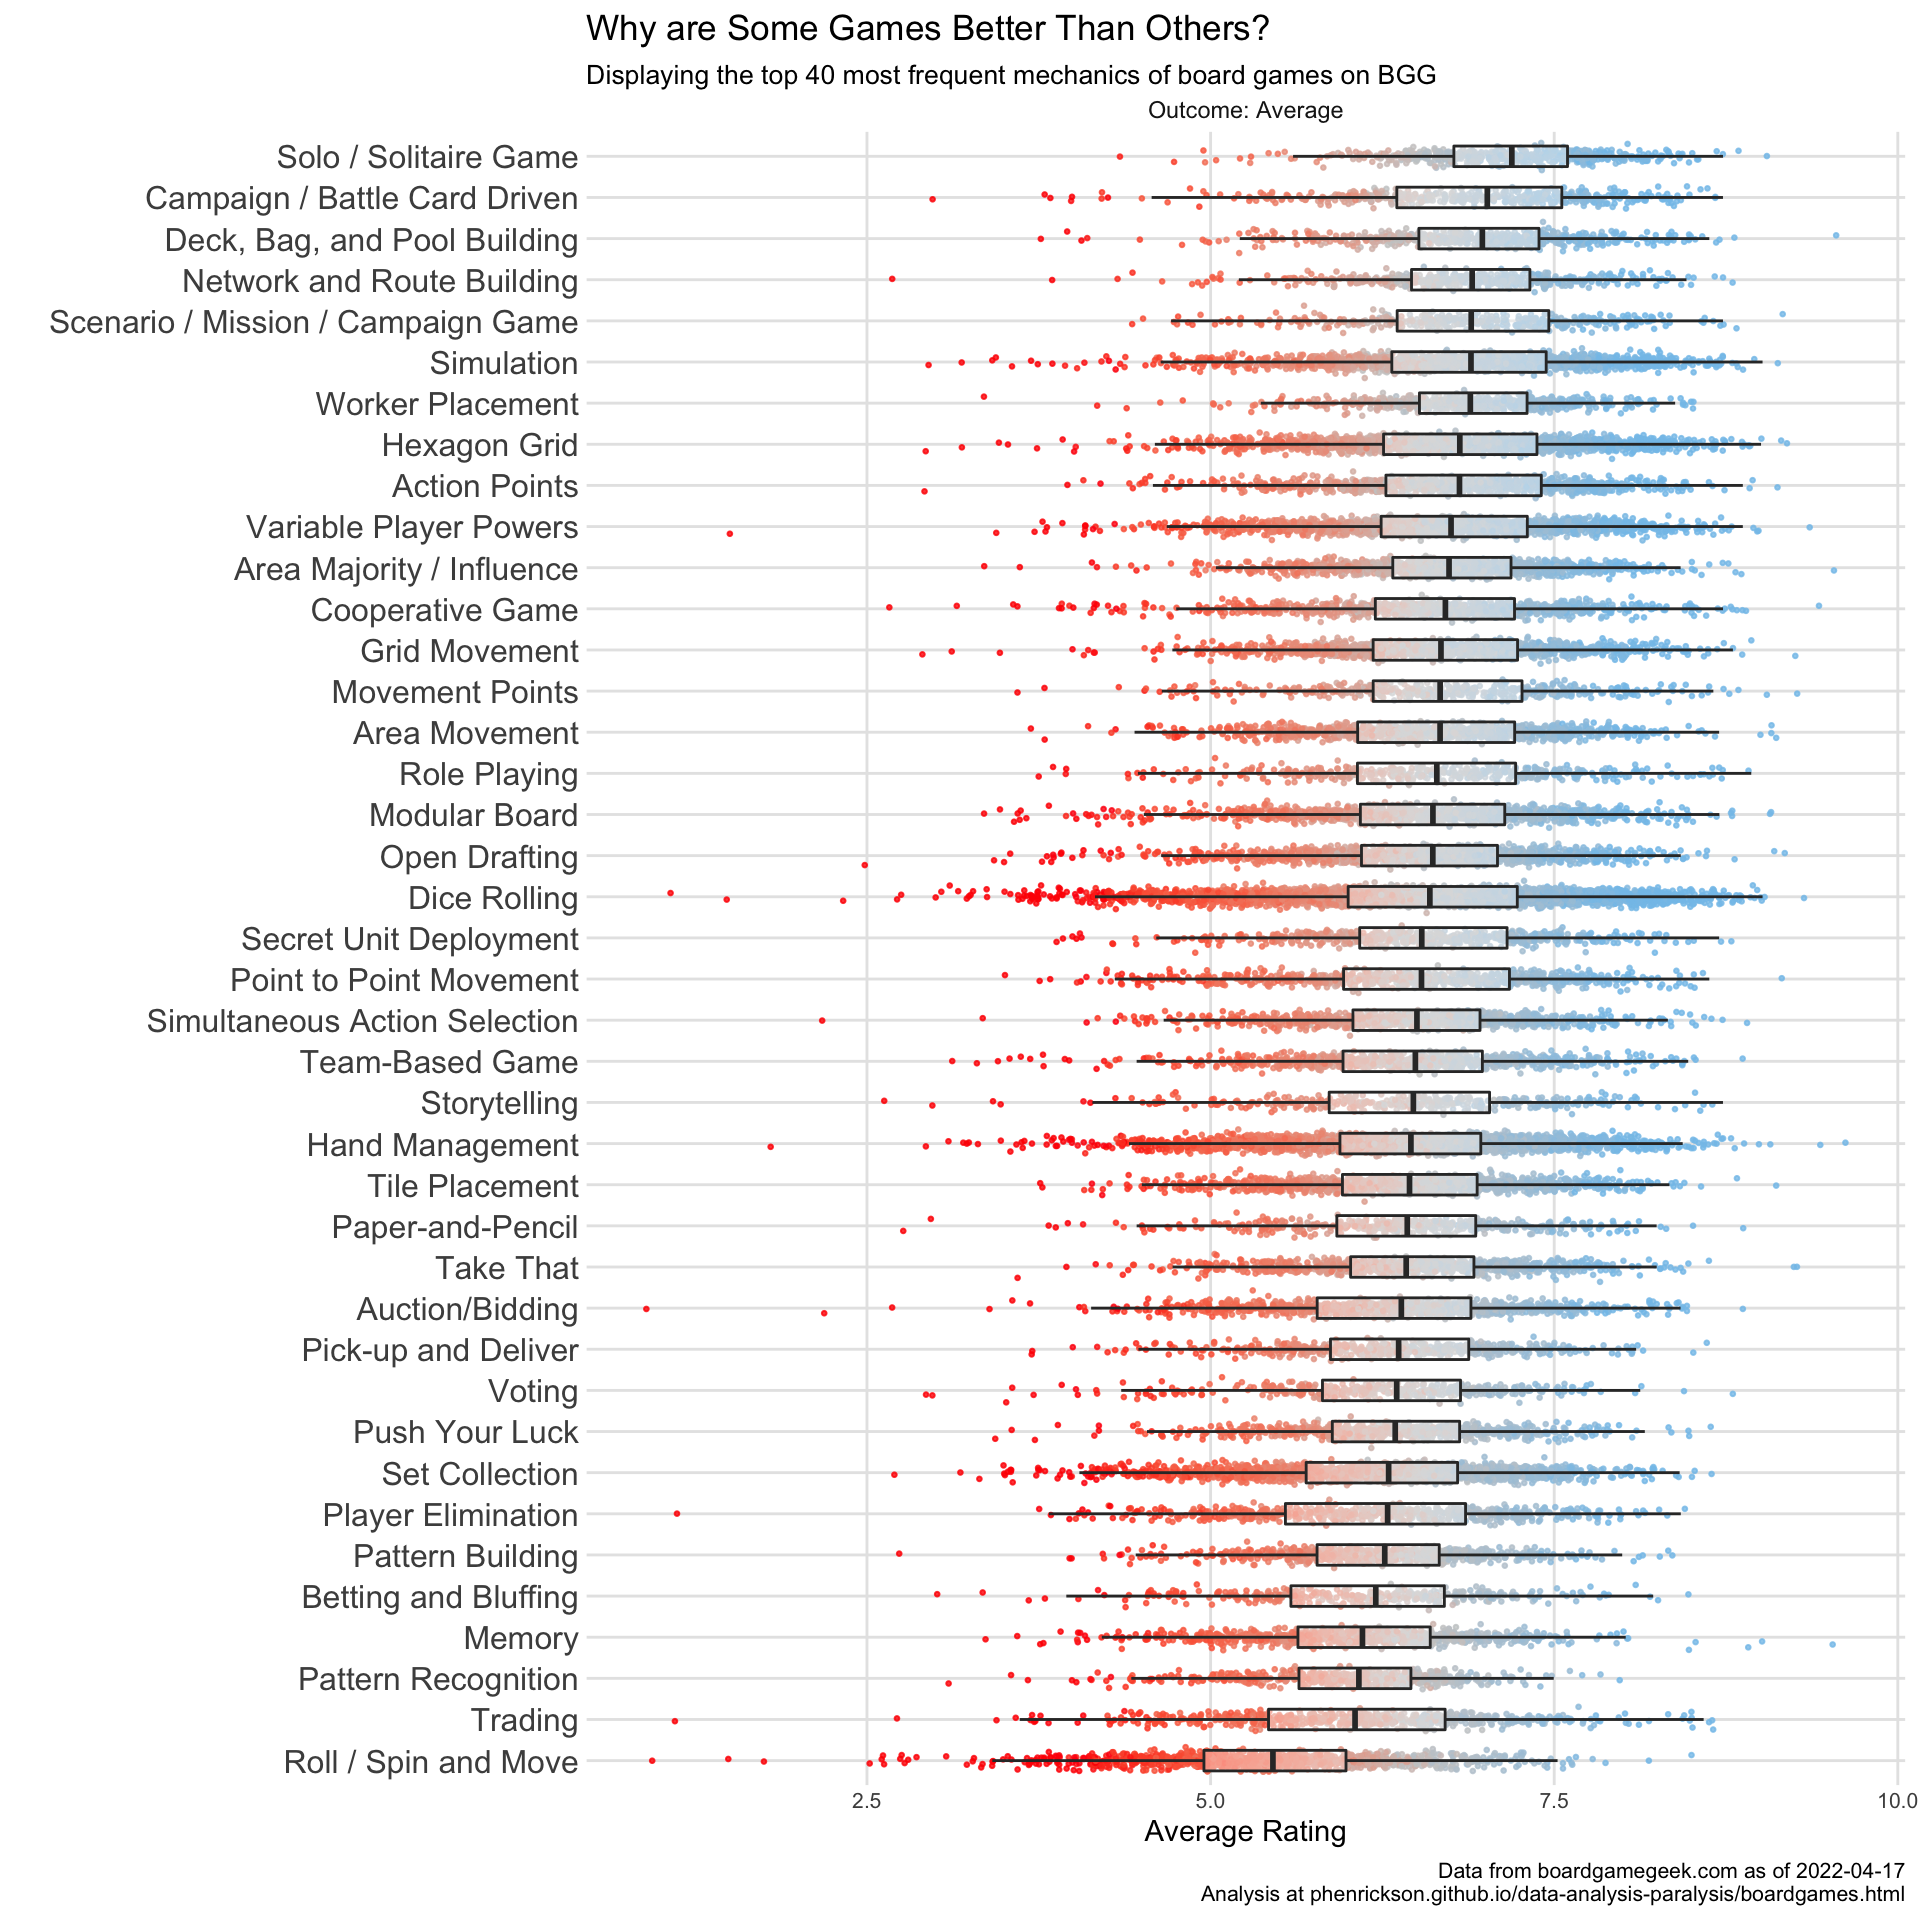 Why are Some Games Better Than Others?
Displaying the top 40 most frequent mechanics of board games on BGG
Outcome: Average
Solo / Solitaire Game
Campaign / Battle Card Driven
Deck, Bag, and Pool Building
Network and Route Building
Scenario / Mission / Campaign Game
Simulation
Worker Placement
Hexagon Grid
Action Points
Variable Player Powers
Area Majority / Influence
Cooperative Game
Grid Movement
Movement Points
Area Movement
Role Playing
Modular Board
Open Drafting
Dice Rolling
Secret Unit Deployment
Point to Point Movement
Simultaneous Action Selection
Team-Based Game
Storytelling
Hand Management
Tile Placement
Paper-and-Pencil
Take That
Auction/Bidding
Pick-up and Deliver
Voting
Push Your Luck
Set Collection
Player Elimination
Pattern Building
Betting and Bluffing
Memory
Pattern Recognition
Trading
Roll / Spin and Move
2.5 5.0 7.5 10.0
Average Rating
Data from boardgamegeek.com as of 2022-04-17
Analysis at phenrickson.github.io/data-analysis-paralysis/boardgames.html